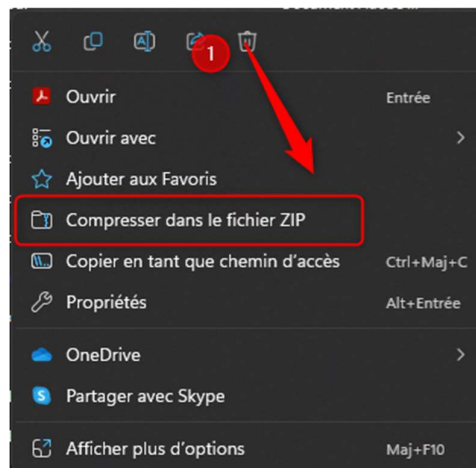 1
Ouvrir Entrée
Ouvrir avec
Ajouter aux Favoris
Compresser dans le fichier ZIP
Copier en tant que chemin d'accès Ctrl+Maj+C
Propriétés Alt+Entrée
OneDrive
Partager avec Skype
Afficher plus d'options Maj+F10